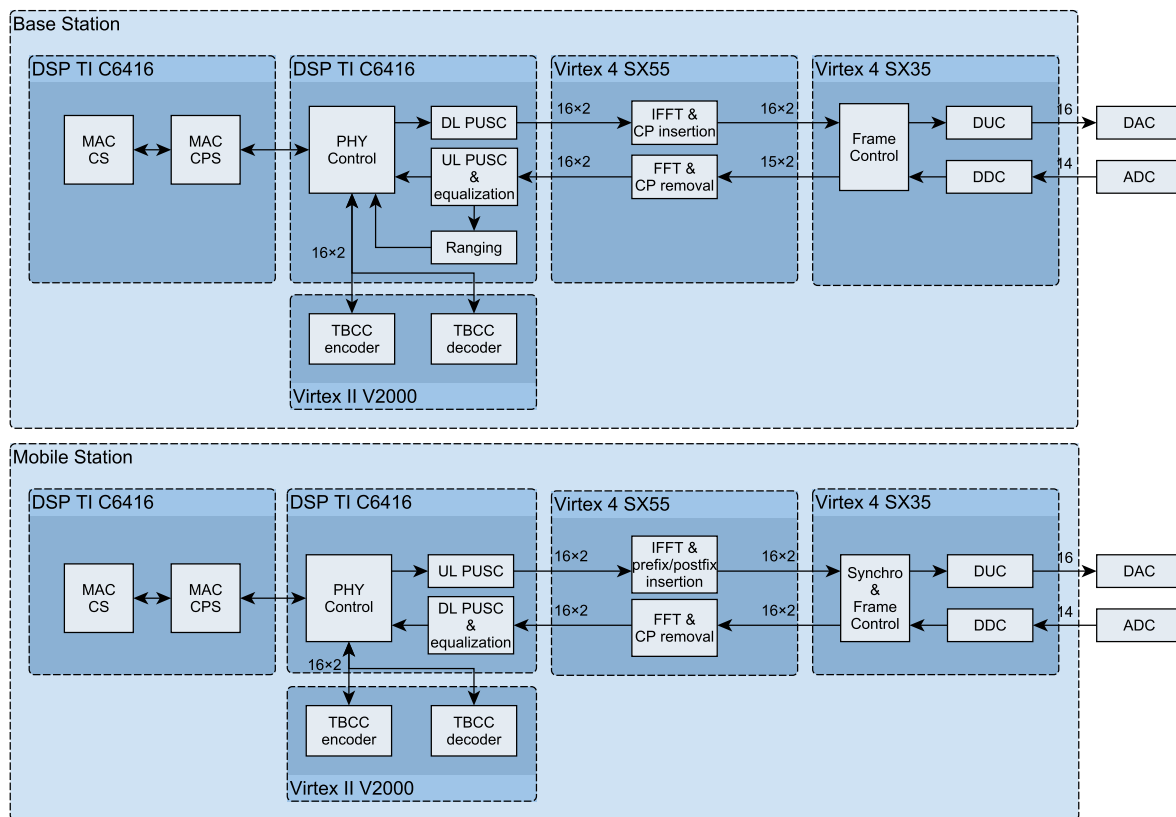 Base Station
DSP TI C6416
DSP TI C6416
Virtex 4 SX55
Virtex 4 SX35
MAC
CS
MAC
CPS
PHY
Control
DL PUSC
16×2
IFFT &
CP insertion
16×2
Frame
Control
DUC
16
DAC
UL PUSC
&
equalization
16×2
FFT &
CP removal
15×2
DDC
14
ADC
Ranging
16×2
TBCC
encoder
TBCC
decoder
Virtex II V2000
Mobile Station
DSP TI C6416
DSP TI C6416
Virtex 4 SX55
Virtex 4 SX35
MAC
CS
MAC
CPS
PHY
Control
UL PUSC
16×2
IFFT &
prefix/postfix
insertion
16×2
Synchro
&
Frame
Control
DUC
16
DAC
DL PUSC
&
equalization
16×2
FFT &
CP removal
16×2
DDC
14
ADC
16×2
TBCC
encoder
TBCC
decoder
Virtex II V2000